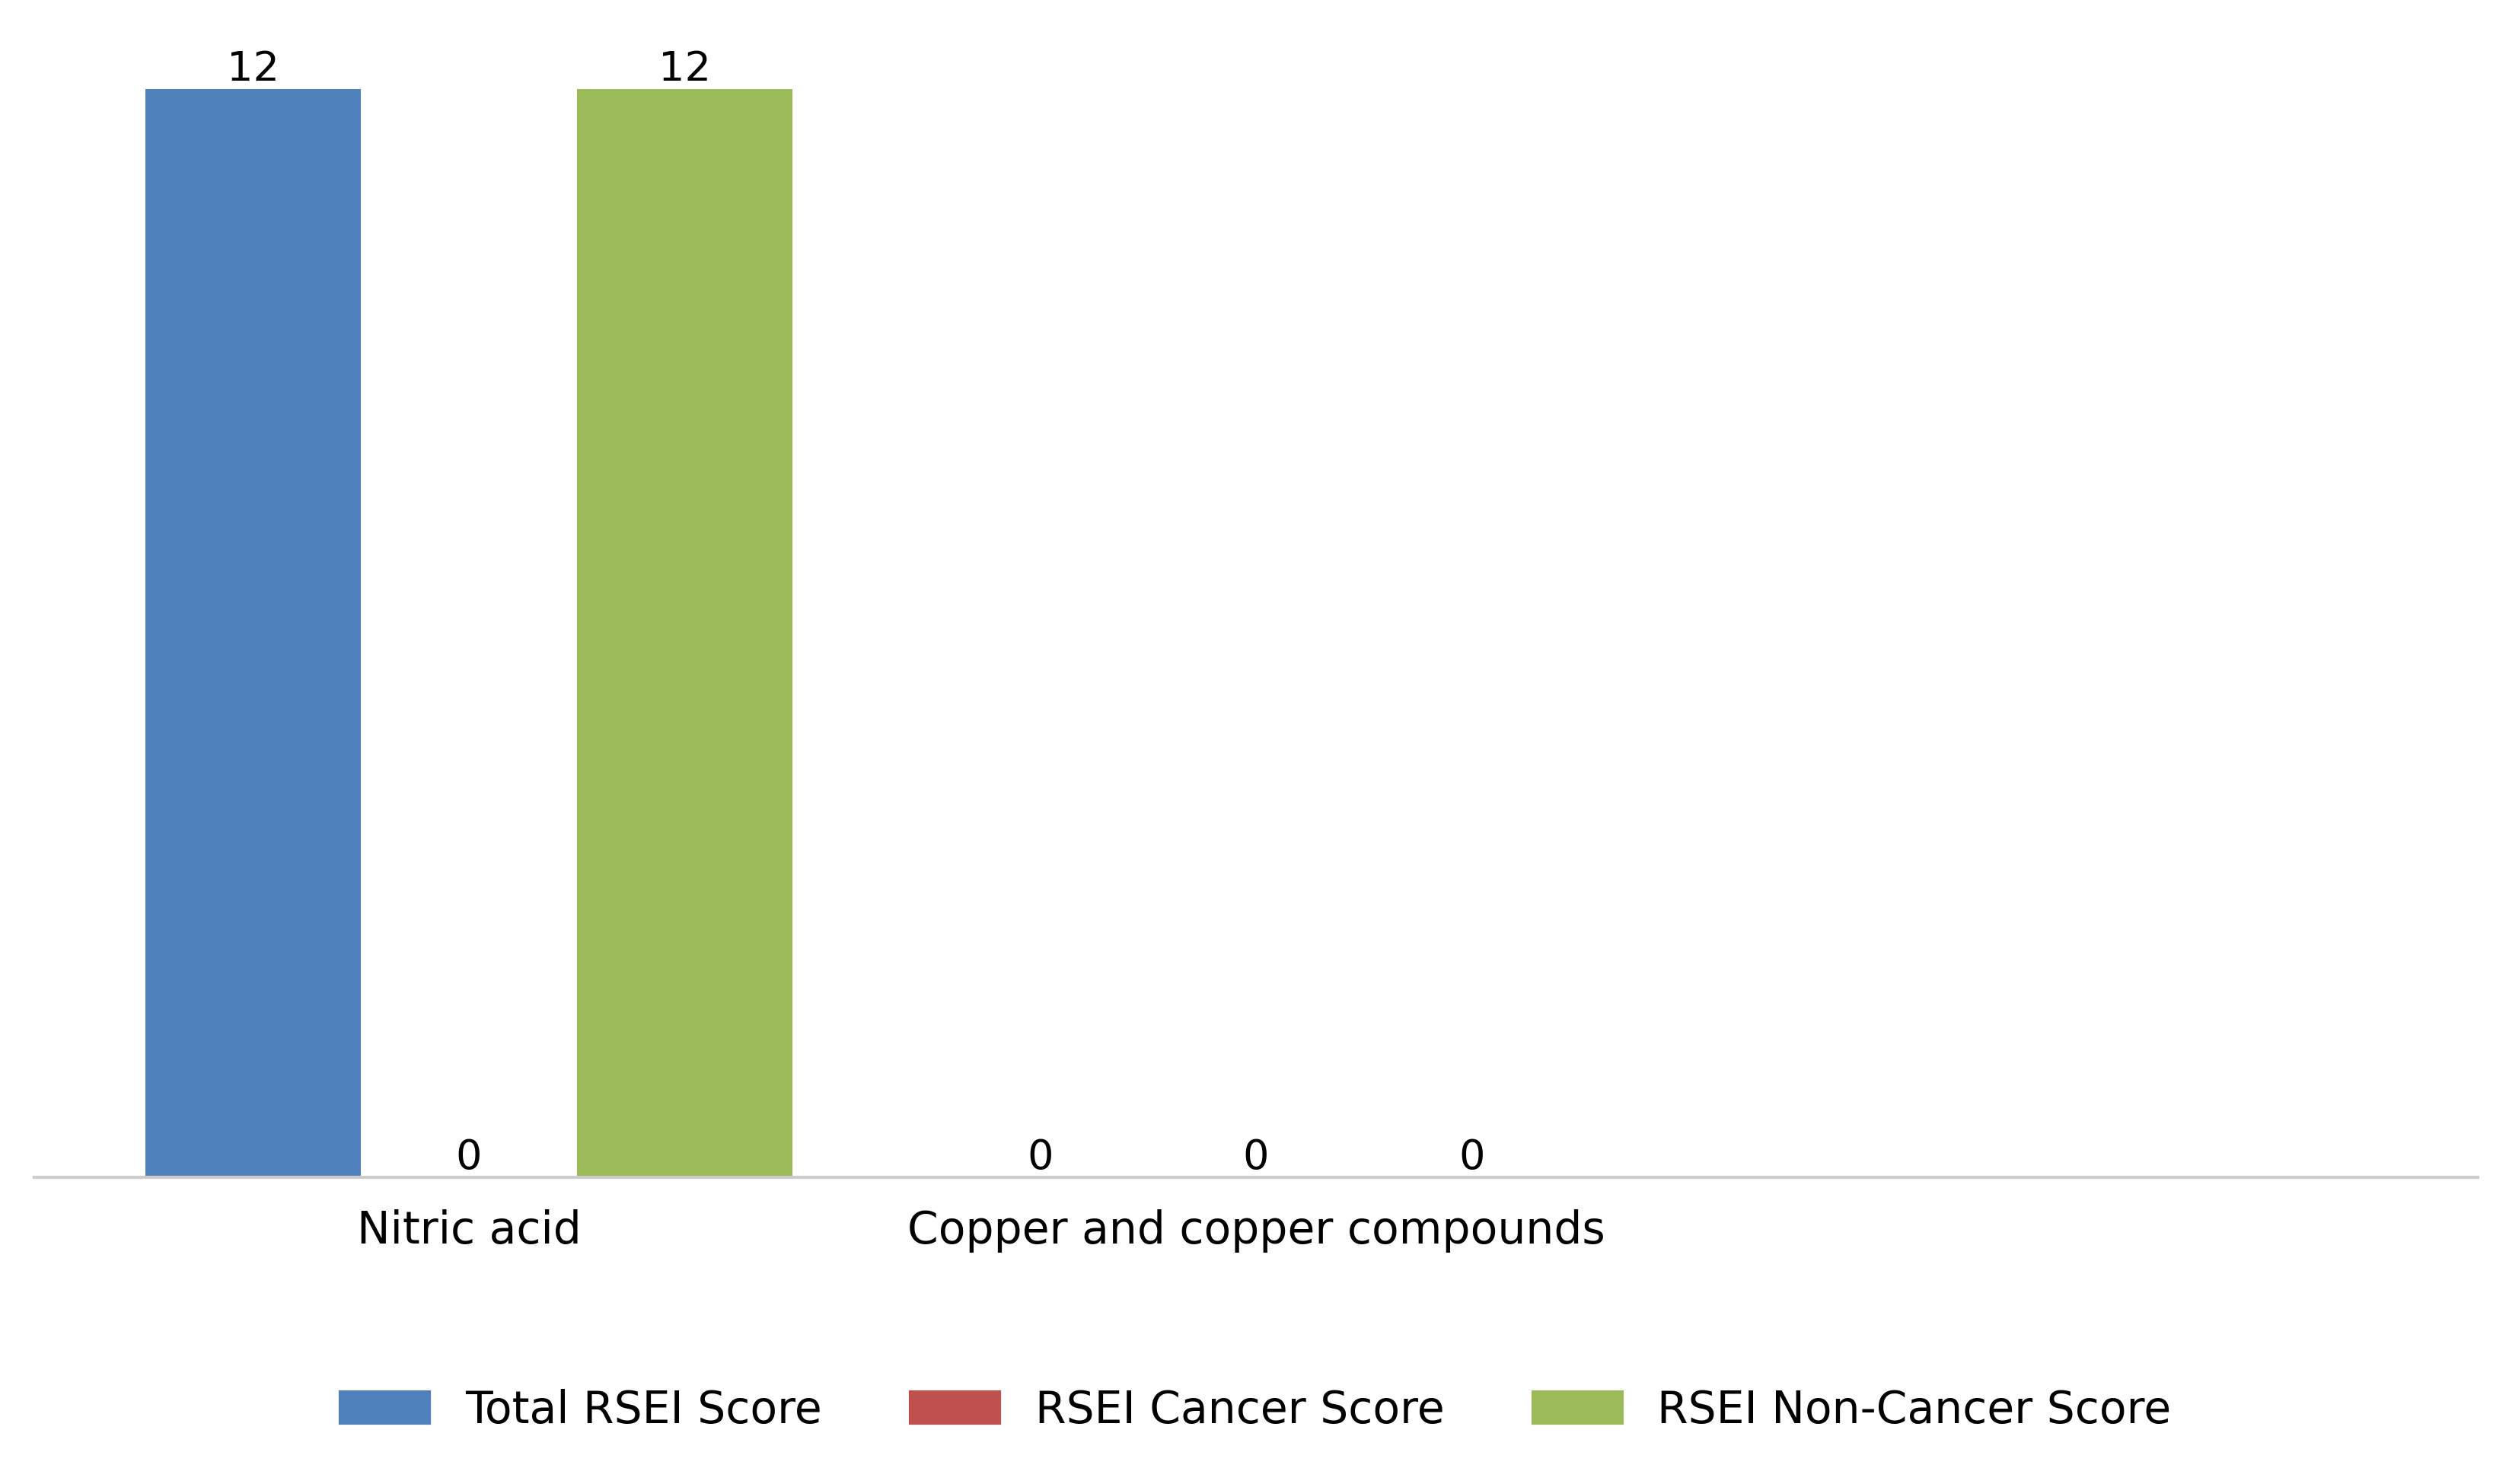 12 12
0 0 0 0
Nitric acid Copper and copper compounds
Total RSEI Score RSEI Cancer Score RSEI Non-Cancer Score